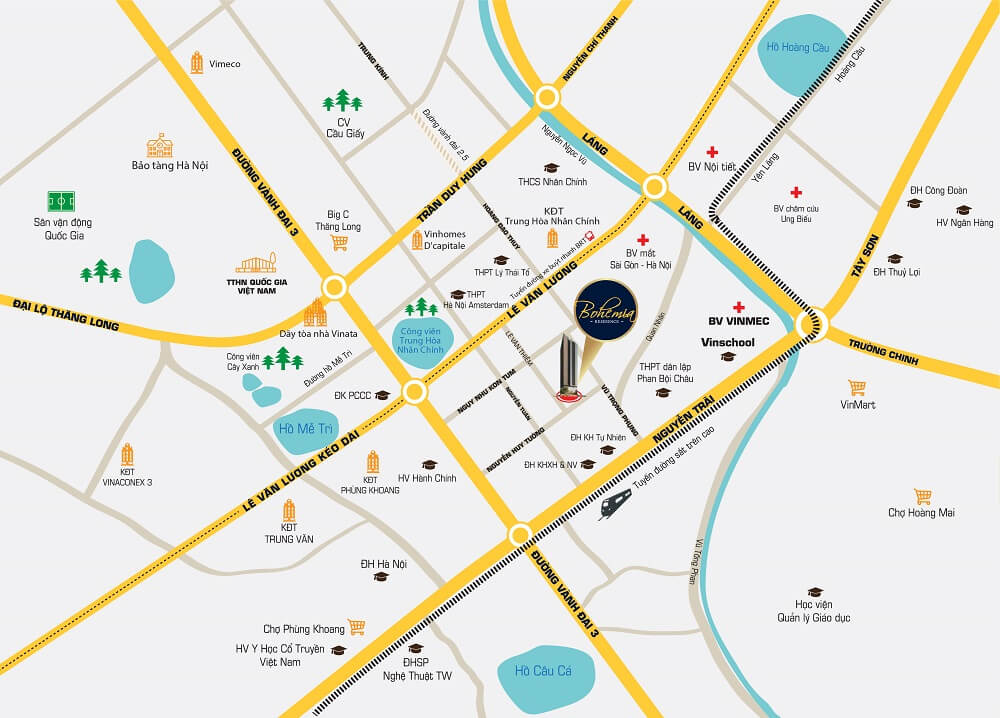 TRUNG KÍNH
NGUYỄN CHÍ THANH
Hồ Hoàng Cầu
Hoàng Cầu
Vimeco
CV
Cầu Giấy
Đường vành đai 2-5
LÁNG
Nguyễn Ngọc Vũ
Bảo tàng Hà Nội
ĐƯỜNG VÀNH ĐAI 3
TRẦN DUY HƯNG
THCS Nhân Chính
BV Nội tiết
Yên Lãng
Sân vận động
Quốc Gia
Big C
Thăng Long
Vinhomes
D'capitale
HOÀNG ĐẠO THUÝ
KĐT
Trung Hòa Nhân Chính
LÁNG
BV châm cứu
Ung Biểu
ĐH Công Đoàn
HV Ngân Hàng
TÂY SƠN
ĐH Thuỷ Lợi
TTHN QUỐC GIA
VIỆT NAM
THPT Lý Thái Tổ
Tuyến đường xe buýt nhanh BRT
BV mắt
Sài Gòn - Hà Nội
ĐẠI LỘ THĂNG LONG
Dãy tòa nhà Vinata
THPT
Hà Nội Amsterdam
LÊ VĂN LƯƠNG
Bohemia
RESIDENCE
Quan Nhân
BV VINMEC
Vinschool
TRƯỜNG CHINH
Công viên
Trung Hòa
Nhân Chính
Công viên
Cây Xanh
Đường hồ Mễ Trì
LÊ VĂN THIÊM
THPT dân lập
Phan Bội Châu
VinMart
ĐK PCCC
NGỤY NHƯ KON TUM
NGUYỄN TUÂN
VŨ TRỌNG PHỤNG
NGUYỄN TRÃI
Hồ Mễ Trì
LÊ VĂN LƯƠNG KÉO DÀI
NGUYỄN HUY TƯỞNG
ĐH KH Tự Nhiên
ĐH KHXH & NV
Tuyến đường sắt trên cao
KĐT
VINACONEX 3
KĐT
PHÙNG KHOANG
HV Hành Chính
Chợ Hoàng Mai
KĐT
TRUNG VĂN
ĐH Hà Nội
ĐƯỜNG VÀNH ĐAI 3
Vũ Tông Phan
Học viện
Quản lý Giáo dục
Chợ Phùng Khoang
HV Y Học Cổ Truyền
Việt Nam
ĐHSP
Nghệ Thuật TW
Hồ Câu Cá